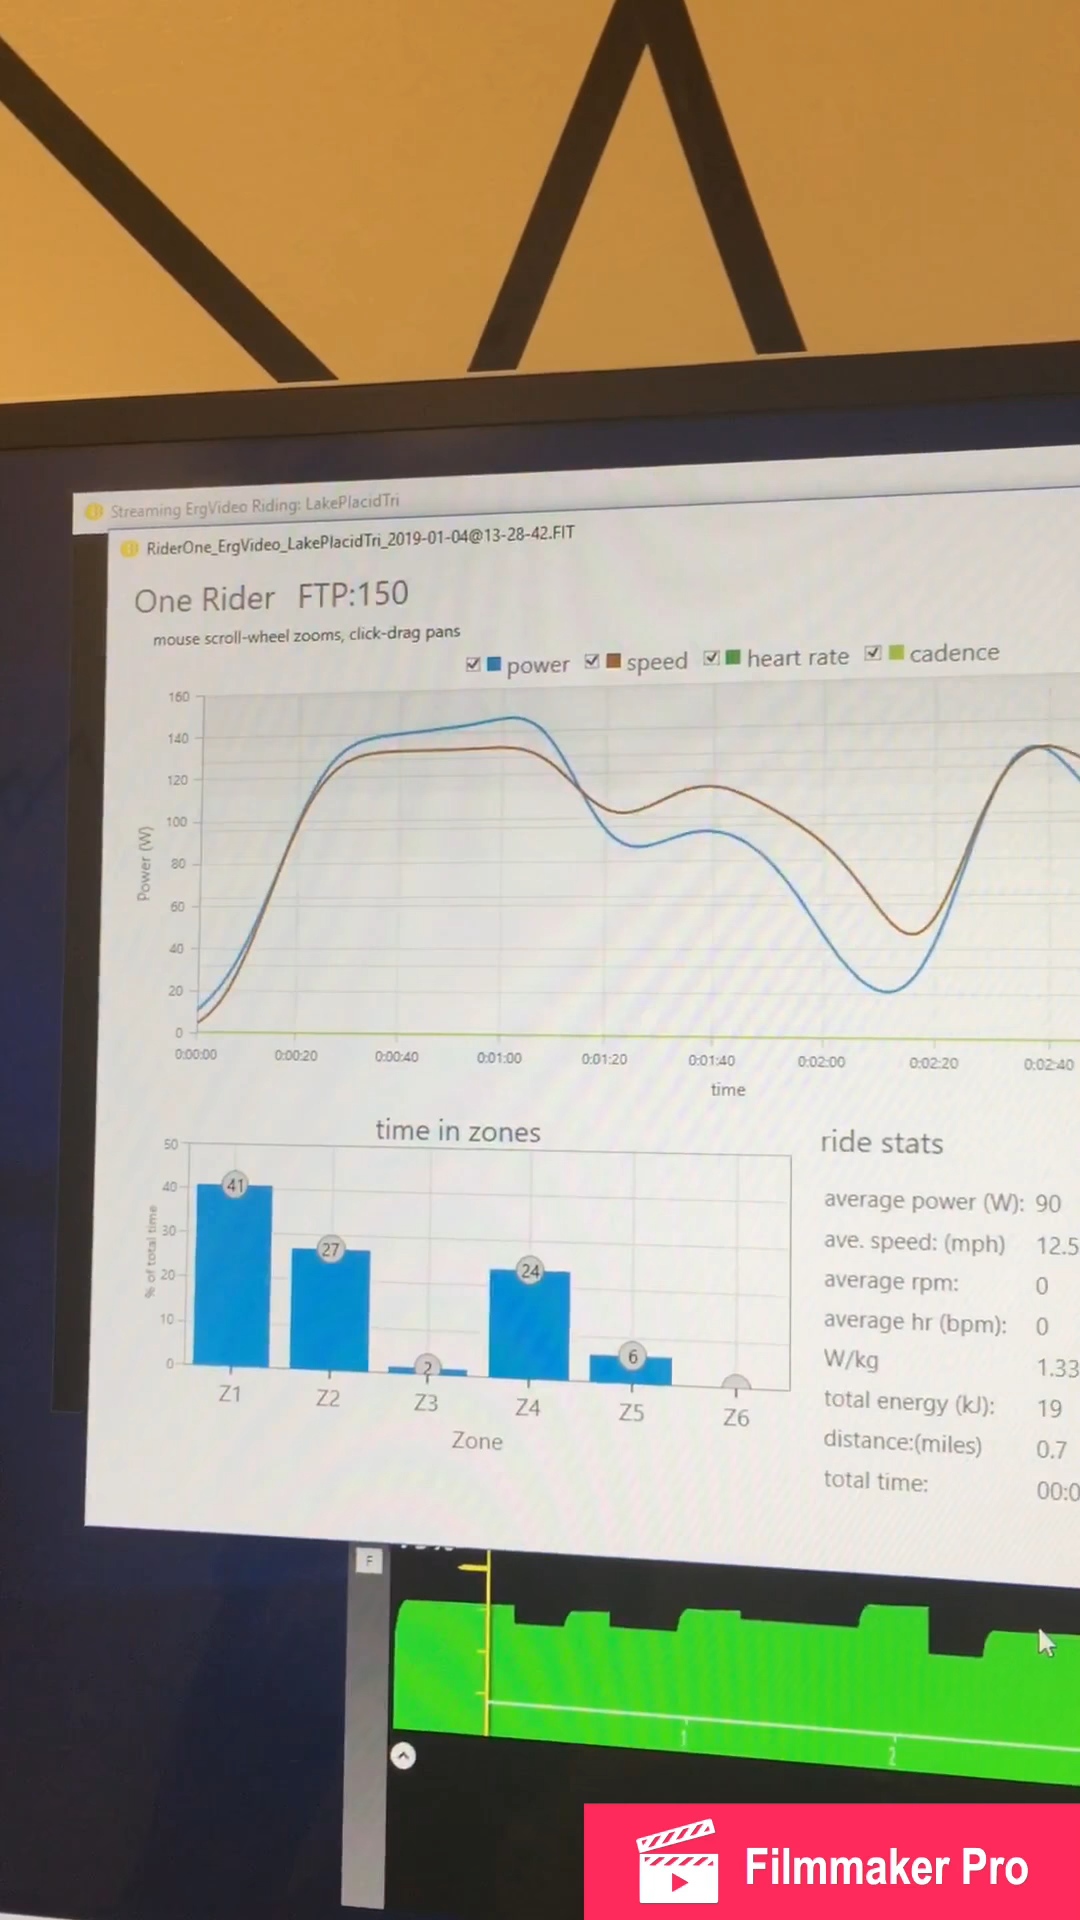 Streaming ErgVideo Riding: LakePlacidTri
RiderOne_ErgVideo_LakePlacidTri_2019-01-04@13-28-42.FIT
One Rider FTP:150
mouse scroll-wheel zooms, click-drag pans
power speed heart rate cadence
160
140
120
100
80
60
40
20
0
Power (W)
0:00:00 0:00:20 0:00:40 0:01:00 0:01:20 0:01:40 0:02:00 0:02:20 0:02:40
time
time in zones
50
40
30
20
10
0
% of total time
41
27
2
24
6
Z1 Z2 Z3 Z4 Z5 Z6
Zone
ride stats
average power (W): 90
ave. speed: (mph) 12.5
average rpm: 0
average hr (bpm): 0
W/kg 1.33
total energy (kJ): 19
distance:(miles) 0.7
total time: 00:0
F
1 2
Filmmaker Pro